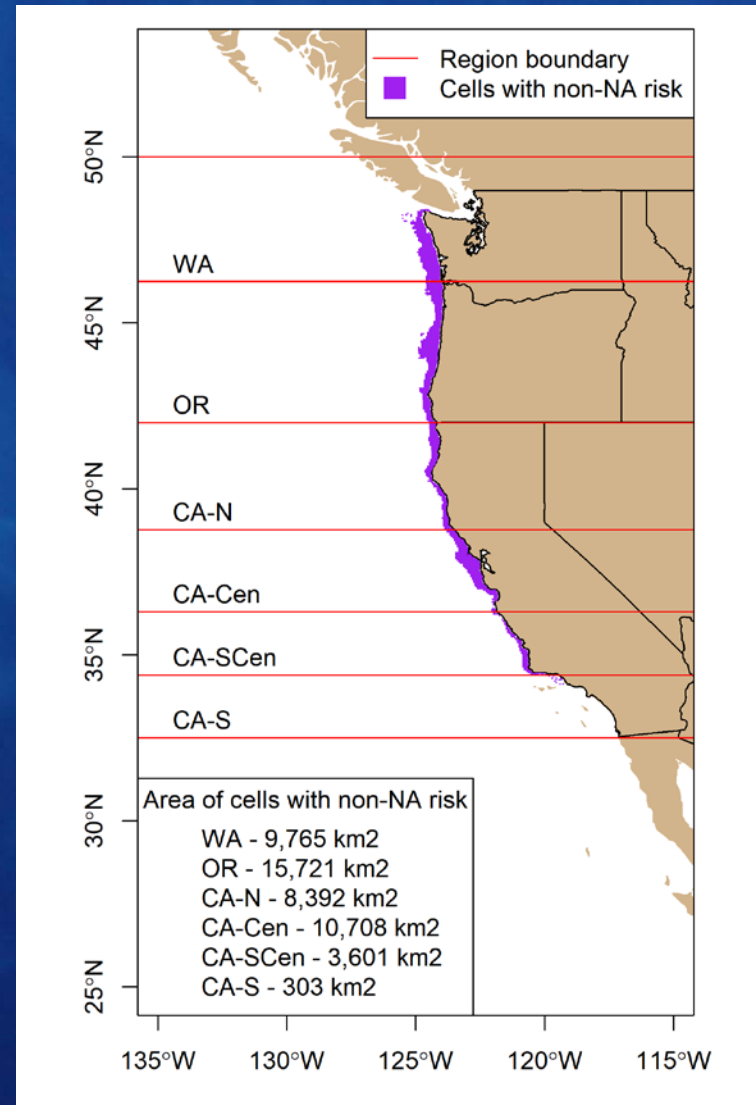 Region boundary
Cells with non-NA risk
50°N
45°N
40°N
35°N
30°N
25°N
WA
OR
CA-N
CA-Cen
CA-SCen
CA-S
Area of cells with non-NA risk
WA - 9,765 km2
OR - 15,721 km2
CA-N - 8,392 km2
CA-Cen - 10,708 km2
CA-SCen - 3,601 km2
CA-S - 303 km2
135°W 130°W 125°W 120°W 115°W